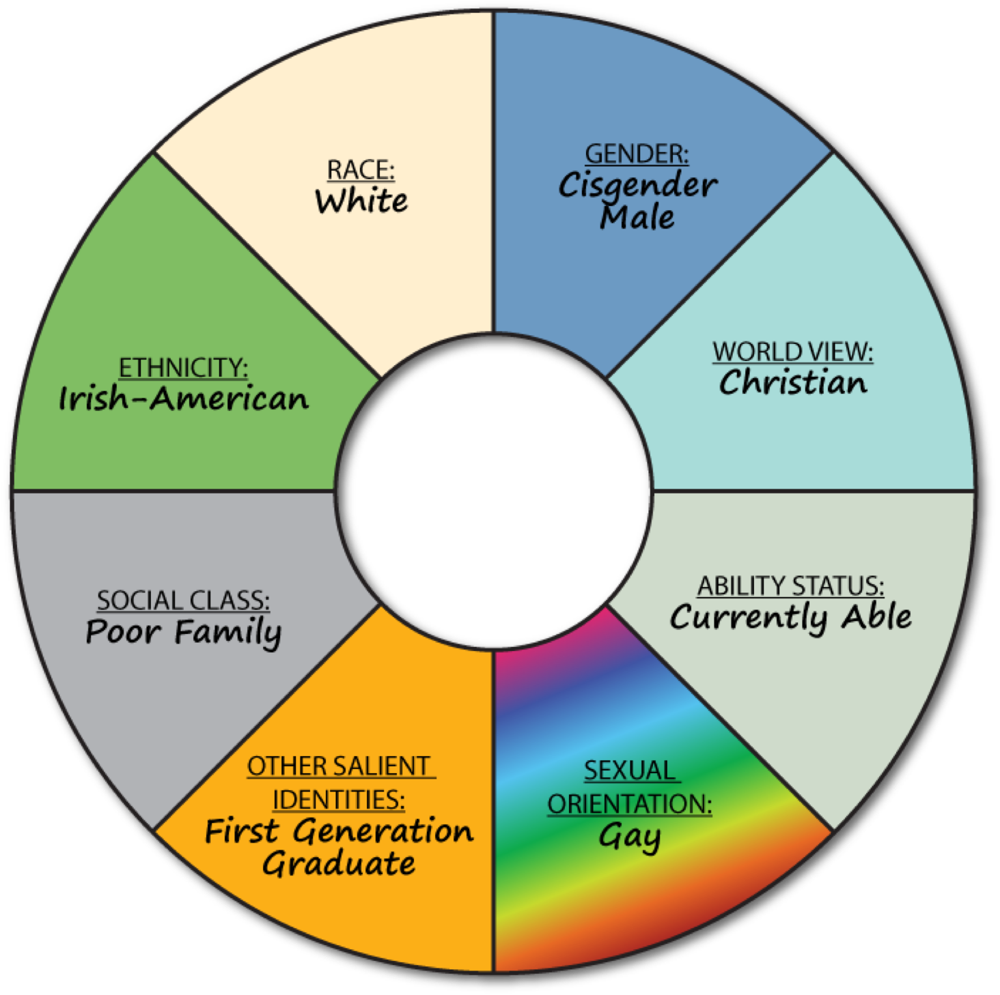 RACE:
White
GENDER:
Cisgender
Male
WORLD VIEW:
Christian
ABILITY STATUS:
Currently Able
SEXUAL
ORIENTATION:
Gay
OTHER SALIENT
IDENTITIES:
First Generation
Graduate
SOCIAL CLASS:
Poor Family
ETHNICITY:
Irish-American